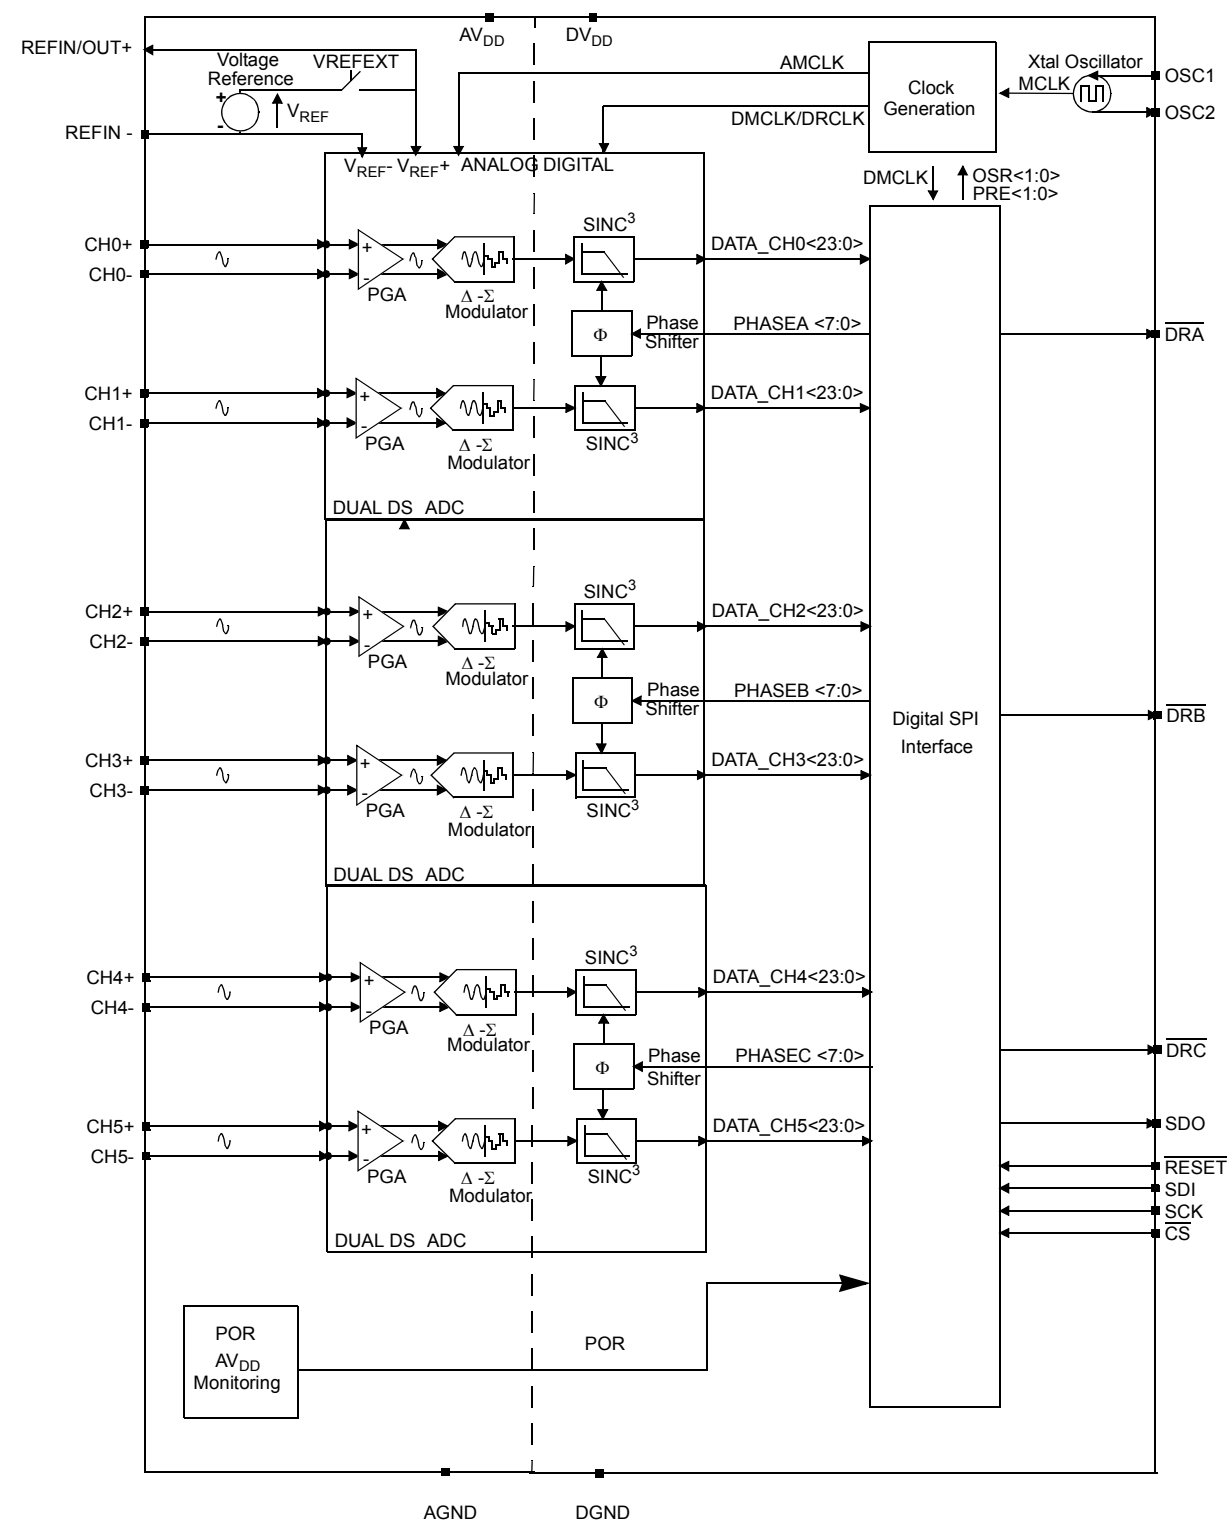 AVDD
DVDD
REFIN/OUT+
Voltage
Reference
VREFEXT
+
-
VREF
REFIN -
AMCLK
DMCLK/DRCLK
Clock
Generation
Xtal Oscillator
MCLK
OSC1
OSC2
VREF- VREF+ ANALOG DIGITAL
DMCLK
OSR<1:0>
PRE<1:0>
CH0+
CH0-
+
-
PGA
Δ -Σ
Modulator
SINC3
DATA_CH0<23:0>
Φ
Phase
Shifter
PHASEA <7:0>
DRA
CH1+
CH1-
+
-
PGA
Δ -Σ
Modulator
SINC3
DATA_CH1<23:0>
DUAL DS ADC
CH2+
CH2-
+
-
PGA
Δ -Σ
Modulator
SINC3
DATA_CH2<23:0>
Φ
Phase
Shifter
PHASEB <7:0>
Digital SPI
Interface
DRB
CH3+
CH3-
+
-
PGA
Δ -Σ
Modulator
SINC3
DATA_CH3<23:0>
DUAL DS ADC
CH4+
CH4-
+
-
PGA
Δ -Σ
Modulator
SINC3
DATA_CH4<23:0>
Φ
Phase
Shifter
PHASEC <7:0>
DRC
CH5+
CH5-
+
-
PGA
Δ -Σ
Modulator
SINC3
DATA_CH5<23:0>
SDO
RESET
SDI
SCK
CS
DUAL DS ADC
POR
AVDD
Monitoring
POR
AGND
DGND